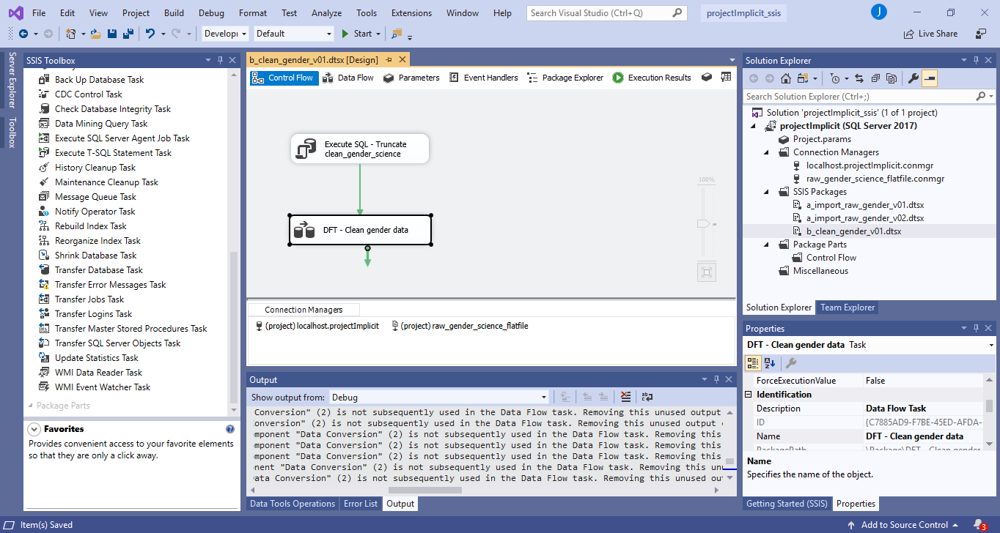 File Edit View Project Build Debug Format Test Analyze Tools Extensions Window Help Search Visual Studio (Ctrl+Q) projectImplicit_ssis J
Develop Default Start Live Share
Server Explorer
Toolbox
SSIS Toolbox
Back Up Database Task
CDC Control Task
Check Database Integrity Task
Data Mining Query Task
Execute SQL Server Agent Job Task
Execute T-SQL Statement Task
History Cleanup Task
Maintenance Cleanup Task
Message Queue Task
Notify Operator Task
Rebuild Index Task
Reorganize Index Task
Shrink Database Task
Transfer Database Task
Transfer Error Messages Task
Transfer Jobs Task
Transfer Logins Task
Transfer Master Stored Procedures Task
Transfer SQL Server Objects Task
Update Statistics Task
WMI Data Reader Task
WMI Event Watcher Task
Package Parts
Favorites
Provides convenient access to your favorite elements
so that they are only a click away.
b_clean_gender_v01.dtsx [Design]
Control Flow Data Flow Parameters Event Handlers Package Explorer Execution Results
Execute SQL - Truncate
clean_gender_science
DFT - Clean gender data
100%
Connection Managers
(project) localhost.projectImplicit (project) raw_gender_science_flatfile
Output
Show output from: Debug
Conversion" (2) is not subsequently used in the Data Flow task. Removing this unused output
onversion" (2) is not subsequently used in the Data Flow task. Removing this unused output
mponent "Data Conversion" (2) is not subsequently used in the Data Flow task. Removing this
mponent "Data Conversion" (2) is not subsequently used in the Data Flow task. Removing this
mponent "Data Conversion" (2) is not subsequently used in the Data Flow task. Removing this
nent "Data Conversion" (2) is not subsequently used in the Data Flow task. Removing this un
ata Conversion" (2) is not subsequently used in the Data Flow task. Removing this unused ou
Data Tools Operations Error List Output
Solution Explorer
Search Solution Explorer (Ctrl+;)
Solution 'projectImplicit_ssis' (1 of 1 project)
projectImplicit (SQL Server 2017)
Project.params
Connection Managers
localhost.projectImplicit.conmgr
raw_gender_science_flatfile.conmgr
SSIS Packages
a_import_raw_gender_v01.dtsx
a_import_raw_gender_v02.dtsx
b_clean_gender_v01.dtsx
Package Parts
Control Flow
Miscellaneous
Solution Explorer Team Explorer
Properties
DFT - Clean gender data Task
ForceExecutionValue False
Identification
Description Data Flow Task
ID {C7885AD9-F7BE-45ED-AFDA-
Name DFT - Clean gender data
PackagePath \Package\DFT - Clean gender
Name
Specifies the name of the object.
Getting Started (SSIS) Properties
Item(s) Saved Add to Source Control 3